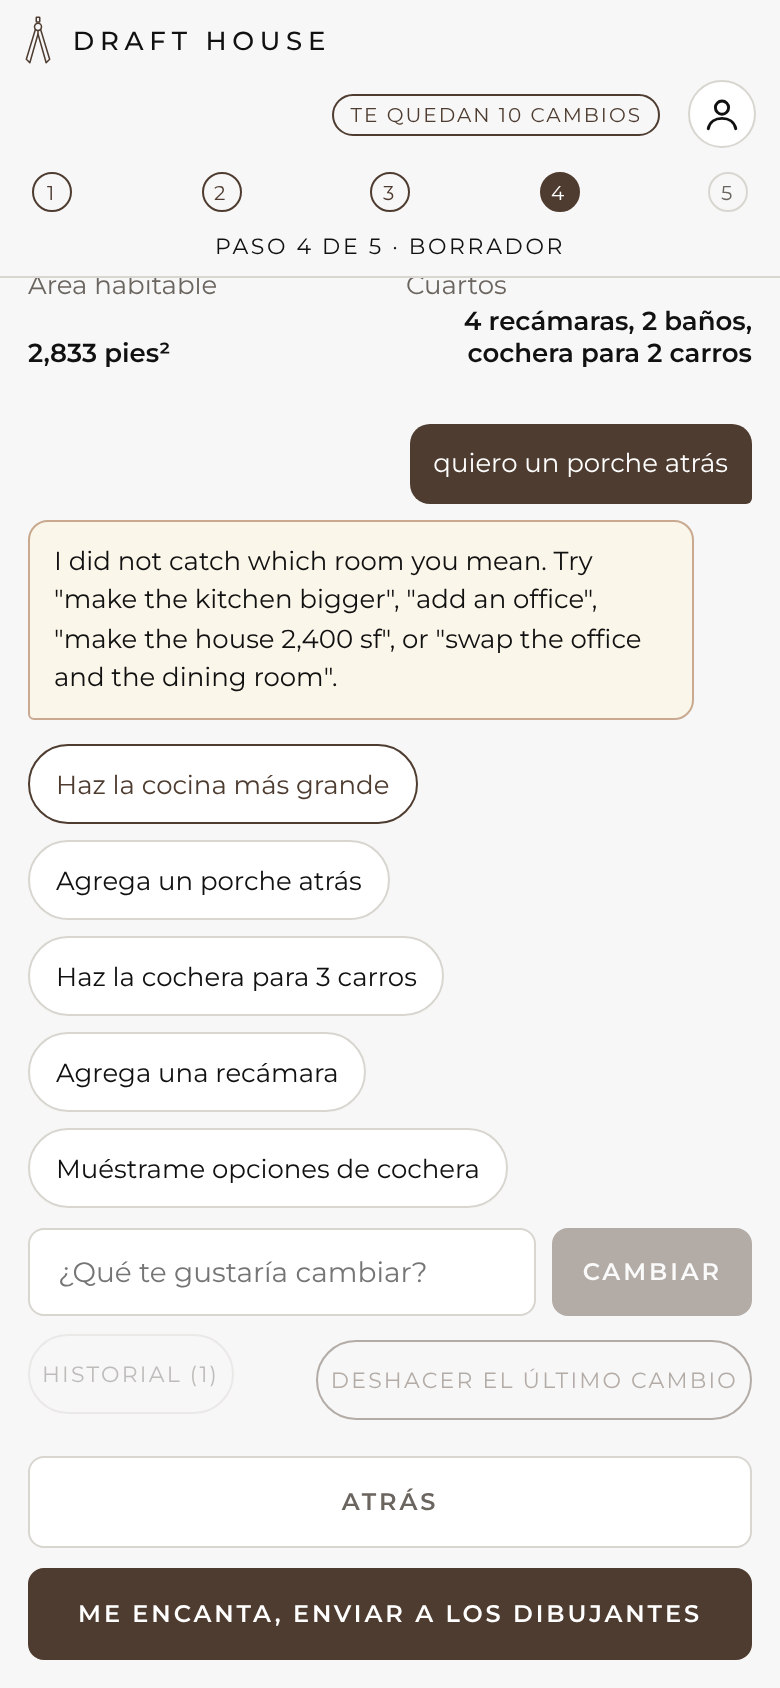 DRAFT HOUSE
TE QUEDAN 10 CAMBIOS
1 2 3 4 5
PASO 4 DE 5 · BORRADOR
Área habitable
2,833 pies²
Cuartos
4 recámaras, 2 baños,
cochera para 2 carros
quiero un porche atrás
I did not catch which room you mean. Try
"make the kitchen bigger", "add an office",
"make the house 2,400 sf", or "swap the office
and the dining room".
Haz la cocina más grande
Agrega un porche atrás
Haz la cochera para 3 carros
Agrega una recámara
Muéstrame opciones de cochera
¿Qué te gustaría cambiar?
CAMBIAR
HISTORIAL (1)
DESHACER EL ÚLTIMO CAMBIO
ATRÁS
ME ENCANTA, ENVIAR A LOS DIBUJANTES